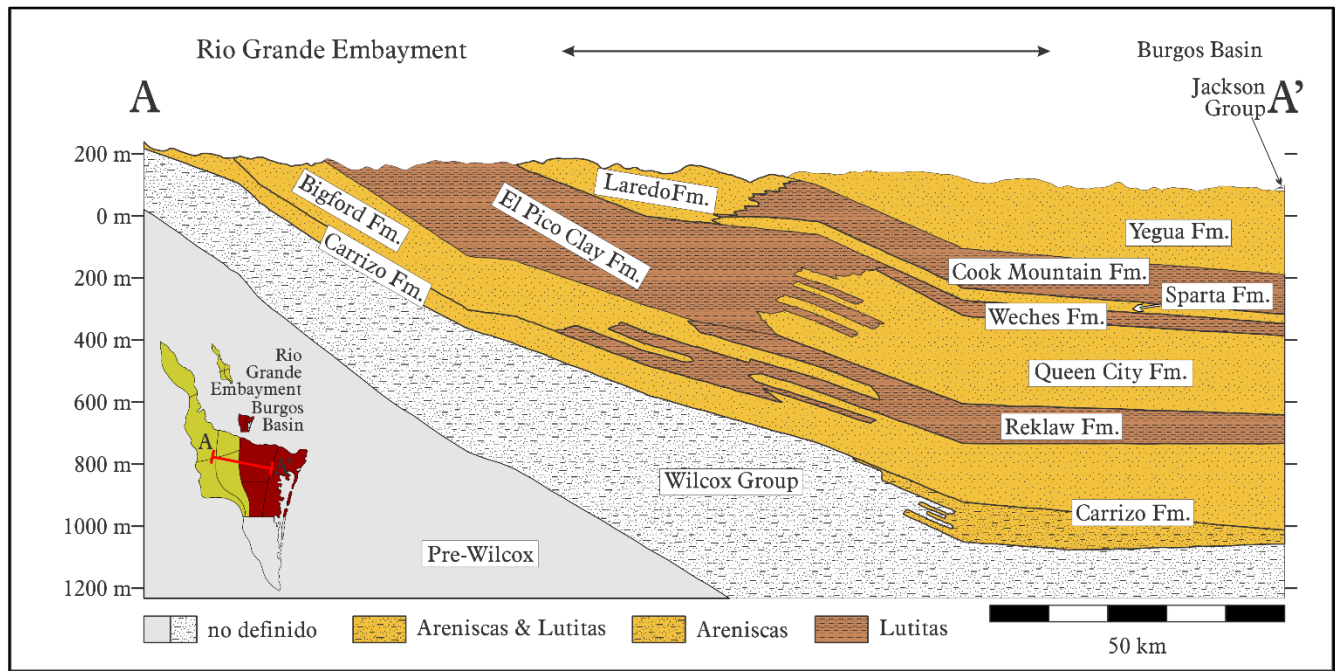 Rio Grande Embayment
Burgos Basin
A
Jackson
Group
A'
200 m
0 m
200 m
400 m
600 m
800 m
1000 m
1200 m
Bigford Fm.
Carrizo Fm.
El Pico Clay Fm.
Laredo Fm.
Yegua Fm.
Cook Mountain Fm.
Sparta Fm.
Weches Fm.
Queen City Fm.
Reklaw Fm.
Wilcox Group
Carrizo Fm.
Pre-Wilcox
Rio
Grande
Embayment
Burgos
Basin
A
A'
no definido
Areniscas & Lutitas
Areniscas
Lutitas
50 km